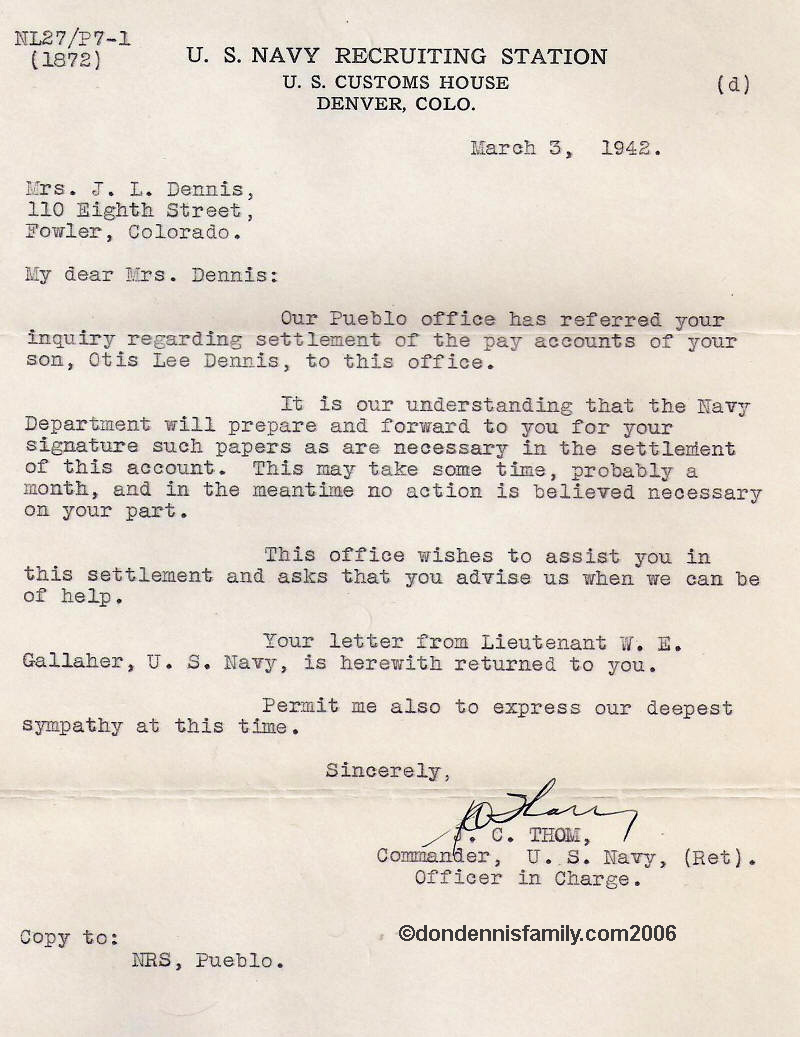 NL27/P7-1
(1872)
U. S. NAVY RECRUITING STATION
U. S. CUSTOMS HOUSE
DENVER, COLO.
(d)
March 3, 1942.
Mrs. J. L. Dennis,
110 Eighth Street,
Fowler, Colorado.
My dear Mrs. Dennis:
Our Pueblo office has referred your
inquiry regarding settlement of the pay accounts of your
son, Otis Lee Dennis, to this office.
It is our understanding that the Navy
Department will prepare and forward to you for your
signature such papers as are necessary in the settlement
of this account. This may take some time, probably a
month, and in the meantime no action is believed necessary
on your part.
This office wishes to assist you in
this settlement and asks that you advise us when we can be
of help.
Your letter from Lieutenant W. E.
Gallaher, U. S. Navy, is herewith returned to you.
Permit me also to express our deepest
sympathy at this time.
Sincerely,
J. C. THOM,
Commander, U. S. Navy, (Ret).
Officer in Charge.
Copy to:
NRS, Pueblo.
©dondennisfamily.com2006